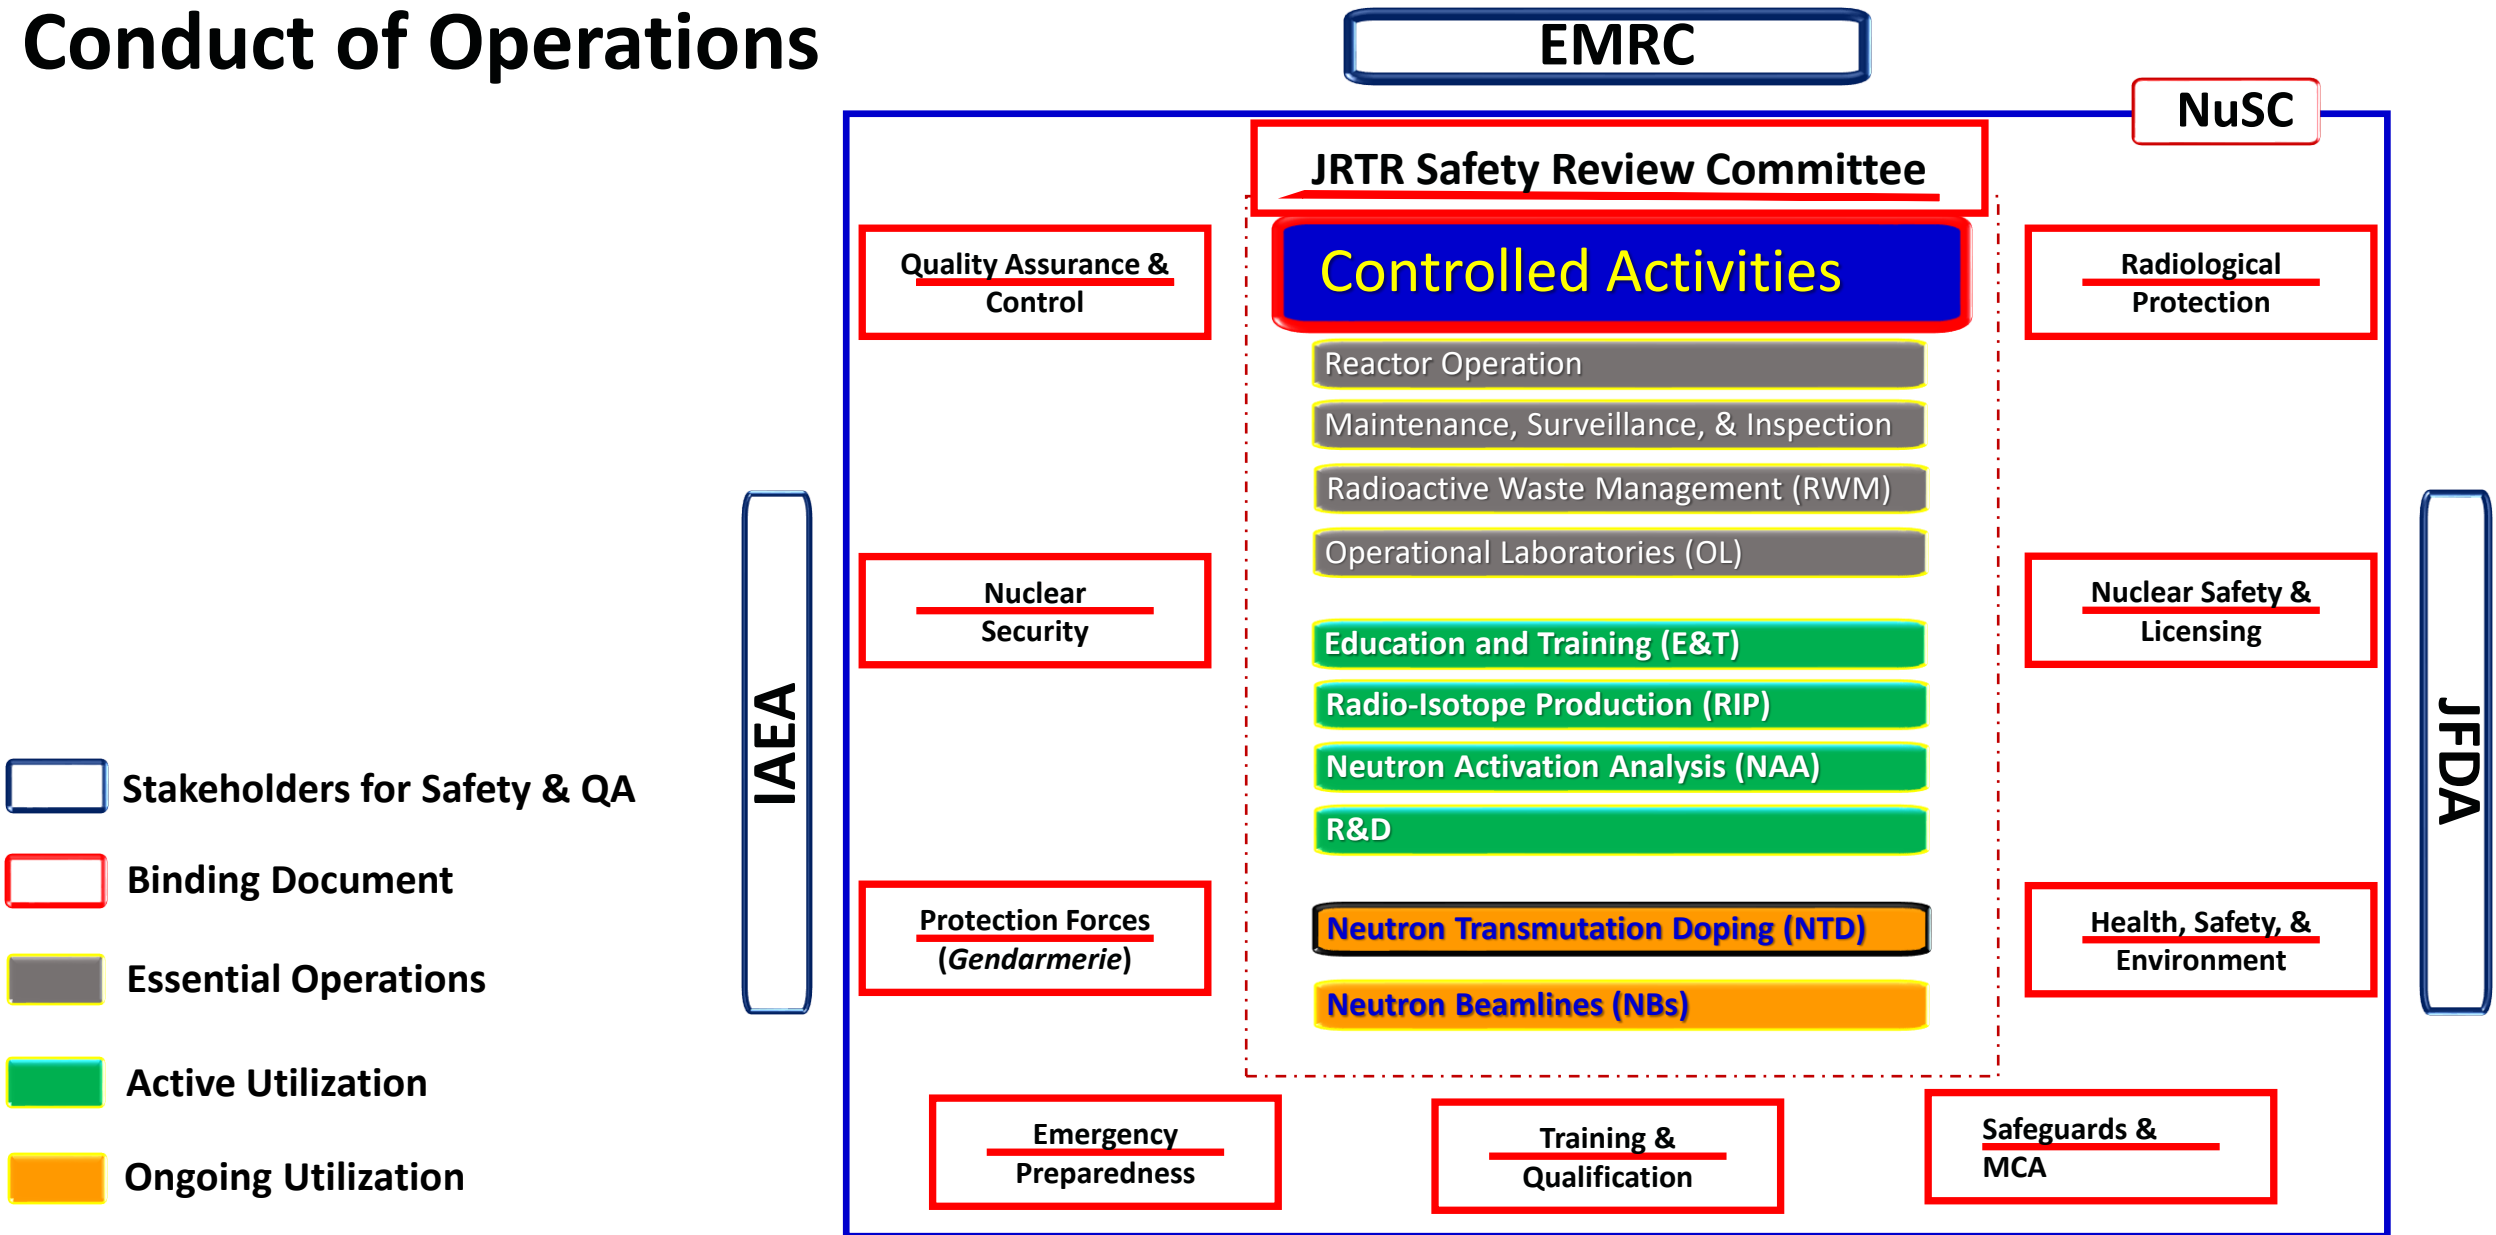 Conduct of Operations
EMRC
NuSC
JRTR Safety Review Committee
Controlled Activities
Quality Assurance &
Control
Radiological
Protection
Reactor Operation
Maintenance, Surveillance, & Inspection
Radioactive Waste Management (RWM)
Operational Laboratories (OL)
Nuclear
Security
Nuclear Safety &
Licensing
Education and Training (E&T)
Radio-Isotope Production (RIP)
Neutron Activation Analysis (NAA)
R&D
IAEA
JFDA
Protection Forces
(Gendarmerie)
Health, Safety, &
Environment
Neutron Transmutation Doping (NTD)
Neutron Beamlines (NBs)
Emergency
Preparedness
Training &
Qualification
Safeguards &
MCA
Stakeholders for Safety & QA
Binding Document
Essential Operations
Active Utilization
Ongoing Utilization